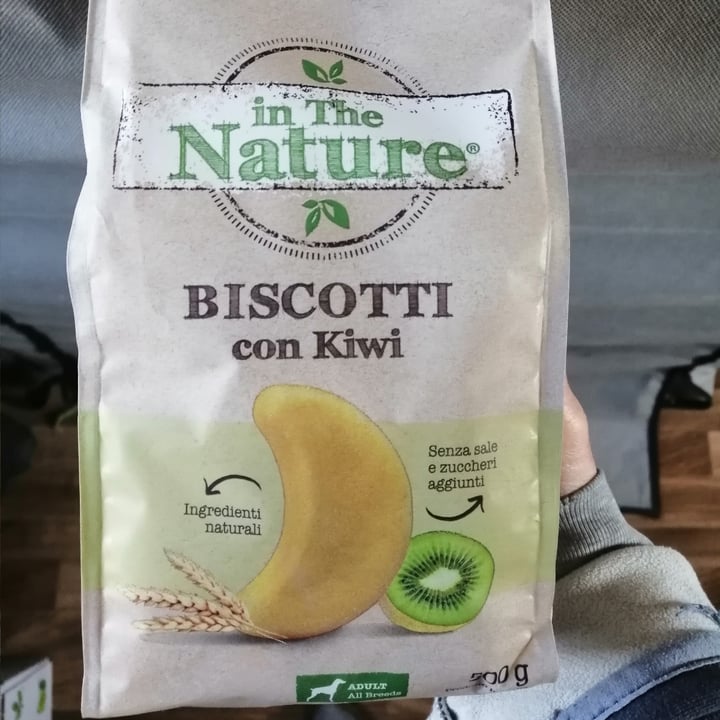 in The
Nature®
BISCOTTI
con Kiwi
Senza sale
e zuccheri
aggiunti
Ingredienti
naturali
ADULT
All Breeds